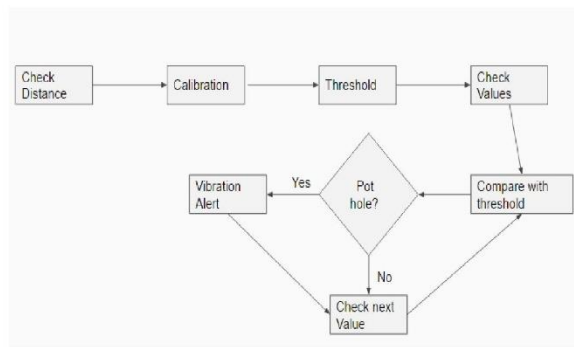 Check
Distance
Calibration
Threshold
Check
Values
Vibration
Alert
Yes
Pot
hole?
Compare with
threshold
No
Check next
Value